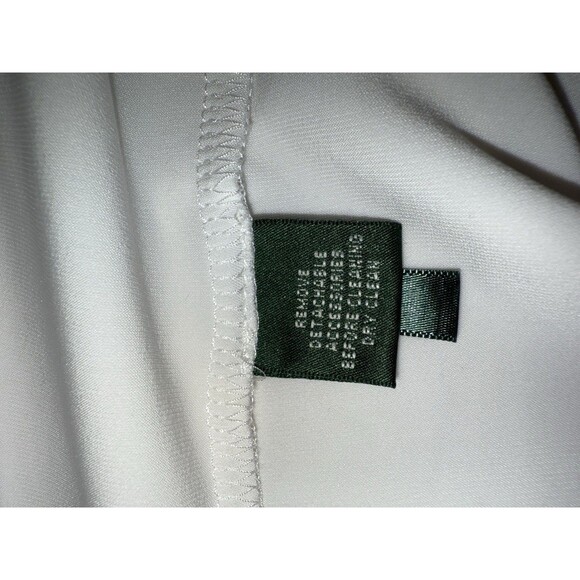 REMOVE
DETACHABLE
ACCESSORIES
BEFORE CLEANING
DRY CLEAN